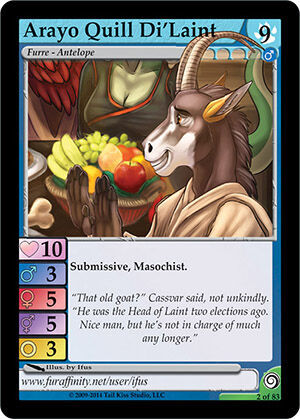 Arayo Quill Di'Laint
9
Furre - Antelope
10
3
5
5
3
Submissive, Masochist.
"That old goat?" Cassvar said, not unkindly.
"He was the Head of Laint two elections ago.
Nice man, but he's not in charge of much
any longer."
Illus. by Ifus
www.furaffinity.net/user/ifus
2 of 83
© 2009-2014 Tail Kiss Studio, LLC